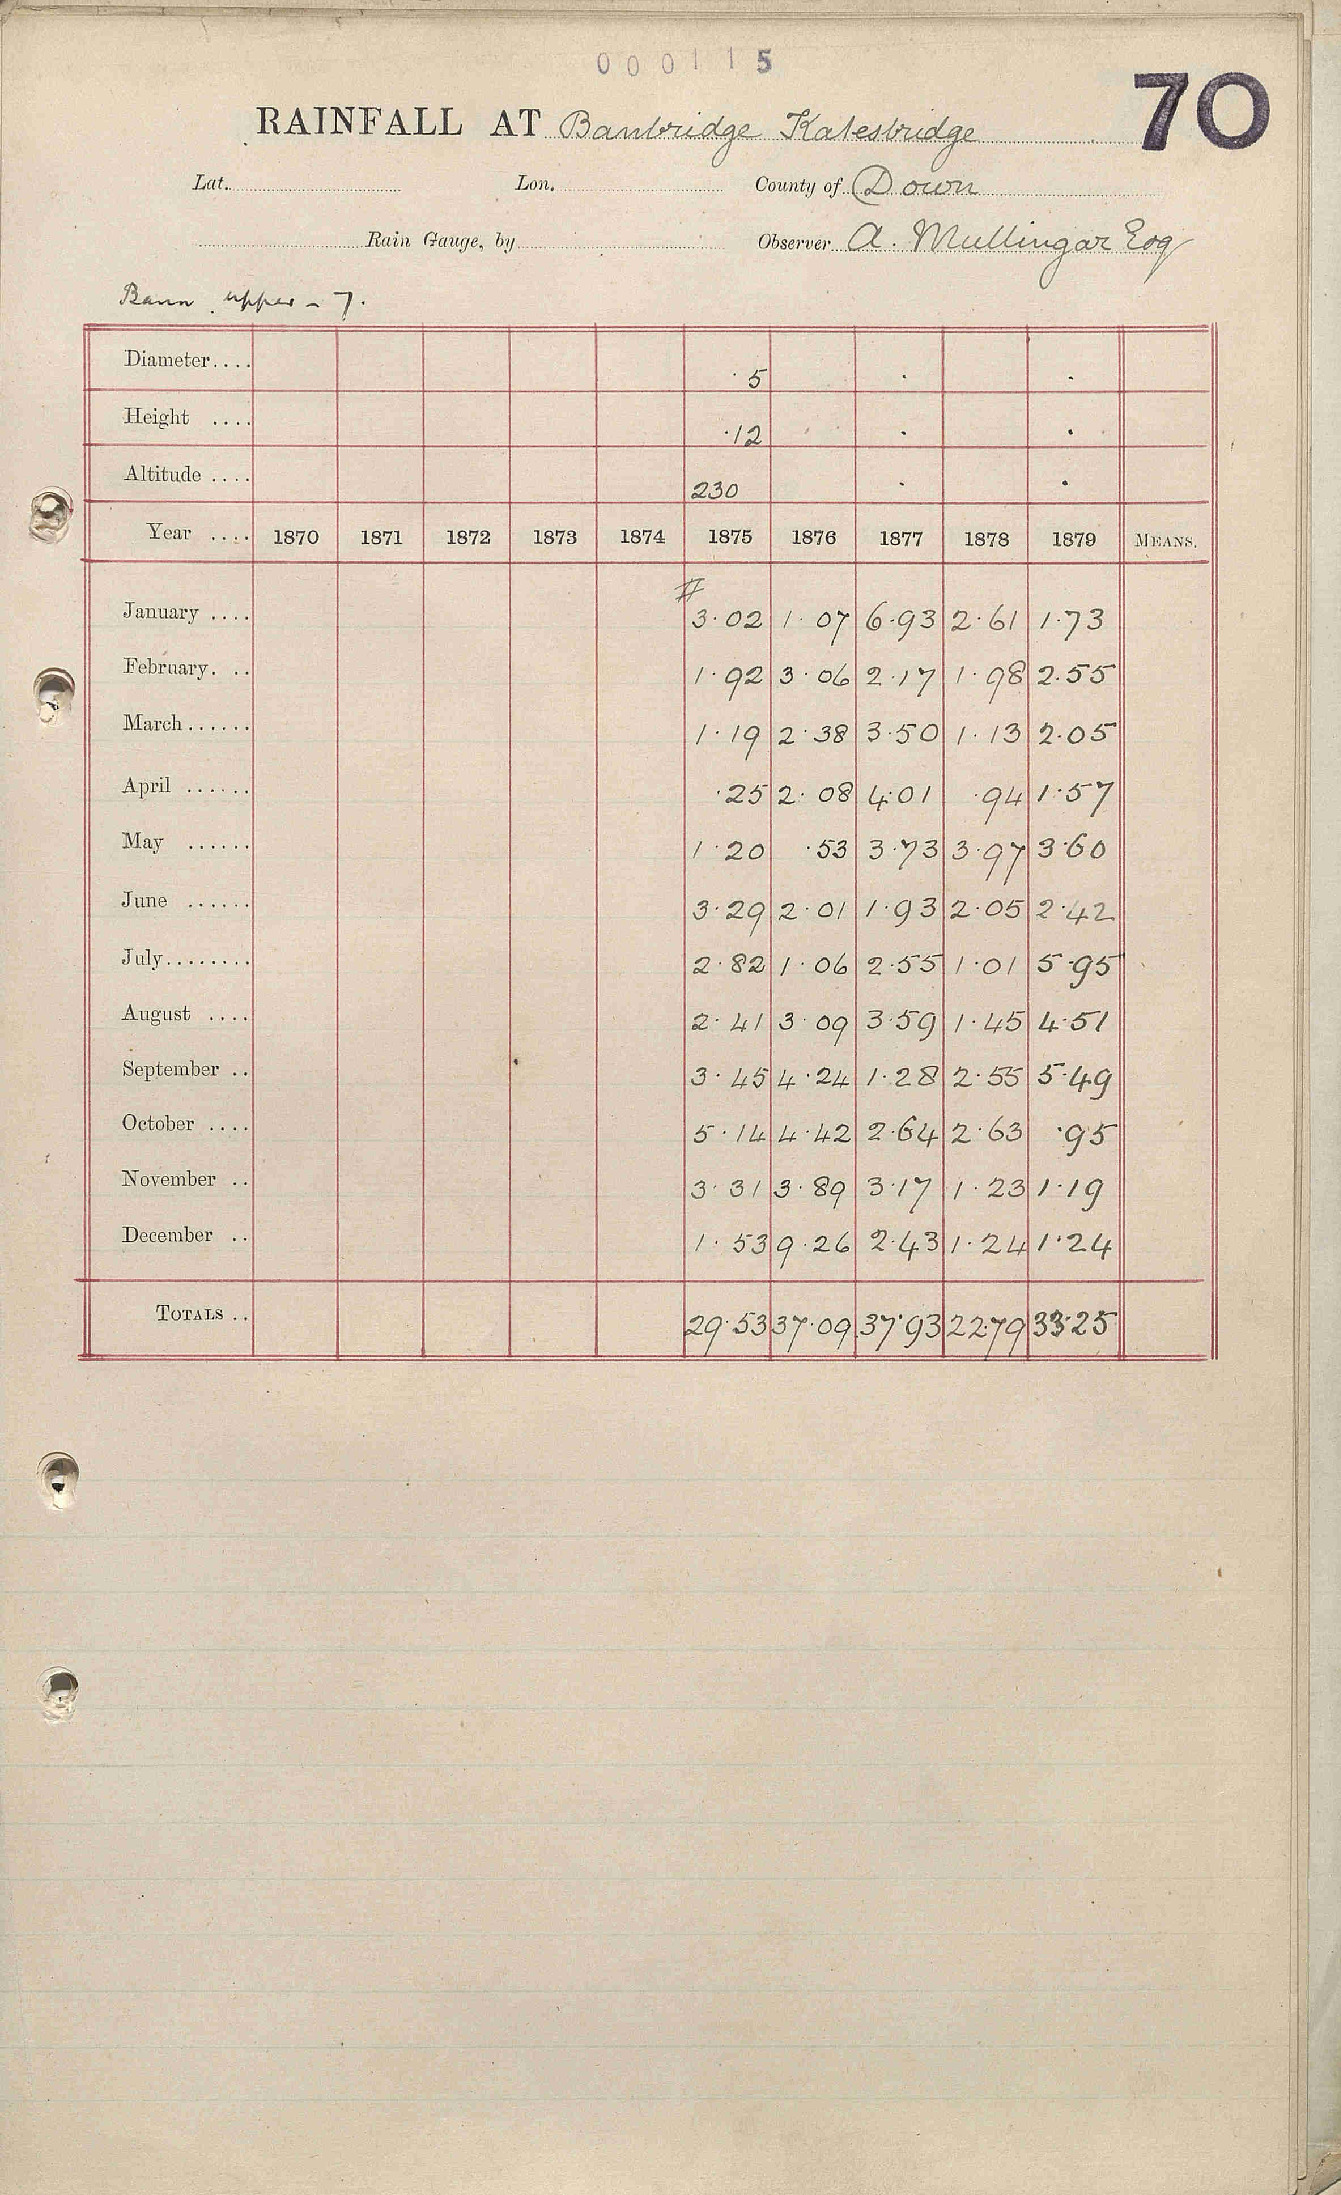 000115
70
RAINFALL AT Banbridge Katesbridge
Lat. Lon. County of Down
Rain Gauge, by Observer A. Mullingar Esq
Bann upper - 7.
Diameter.... 5 . .
Height .... .12 . .
Altitude .... 230 . .
Year .... 1870 1871 1872 1873 1874 1875 1876 1877 1878 1879 MEANS.
#
January .... 3.02 1.07 6.93 2.61 1.73
February. .. 1.92 3.06 2.17 1.98 2.55
March...... 1.19 2.38 3.50 1.13 2.05
April ...... .25 2.08 4.01 .94 1.57
May ...... 1.20 .53 3.73 3.97 3.60
June ...... 3.29 2.01 1.93 2.05 2.42
July........ 2.82 1.06 2.55 1.01 5.95
August .... 2.41 3.09 3.59 1.45 4.51
September .. 3.45 4.24 1.28 2.55 5.49
October .... 5.14 4.42 2.64 2.63 .95
November .. 3.31 3.89 3.17 1.23 1.19
December .. 1.53 9.26 2.43 1.24 1.24
TOTALS .. 29.53 37.09 37.93 22.79 33.25